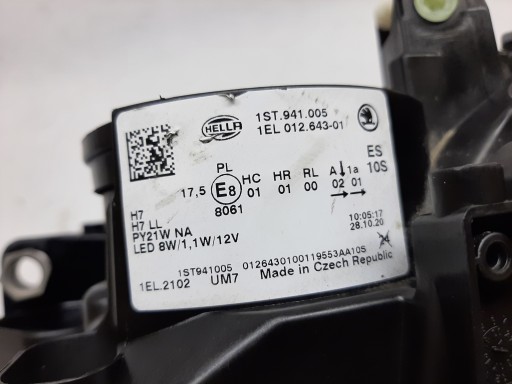 HELLA
1ST.941.005
1EL 012.643-01
PL
17,5 E8 HC HR RL A 1a
01 01 00 02 01
8061
ES
10S
H7
H7 LL
PY21W NA
LED 8W/1,1W/12V
10:05:17
28.10.20
1ST941005 0126430100119553AA10S
1EL.2102 UM7 Made in Czech Republic